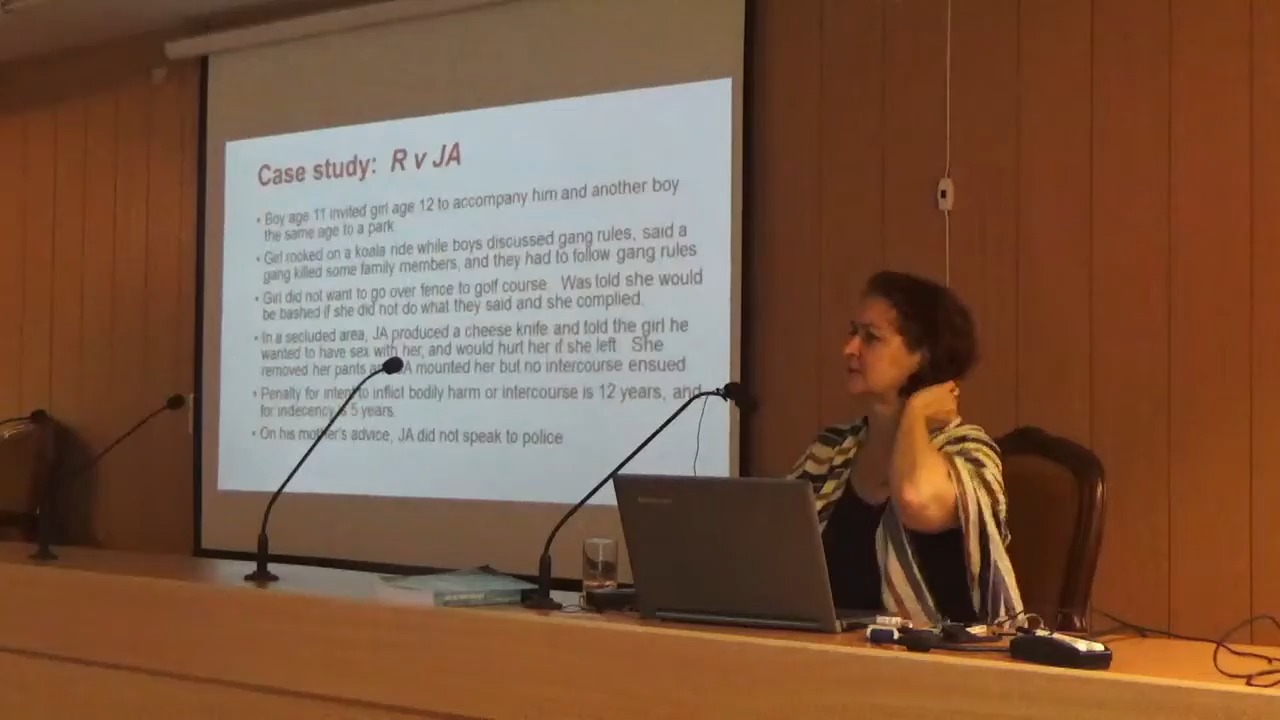 Case study: R v JA
• Boy age 11 invited girl age 12 to accompany him and another boy
the same age to a park
• Girl rocked on a koala ride while boys discussed gang rules, said a
gang killed some family members, and they had to follow gang rules
• Girl did not want to go over fence to golf course. Was told she would
be bashed if she did not do what they said and she complied.
• In a secluded area, JA produced a cheese knife and told the girl he
wanted to have sex with her, and would hurt her if she left. She
removed her pants JA mounted her but no intercourse ensued
• Penalty for intent to inflict bodily harm or intercourse is 12 years, and
for indecency is 5 years.
• On his mother's advice, JA did not speak to police